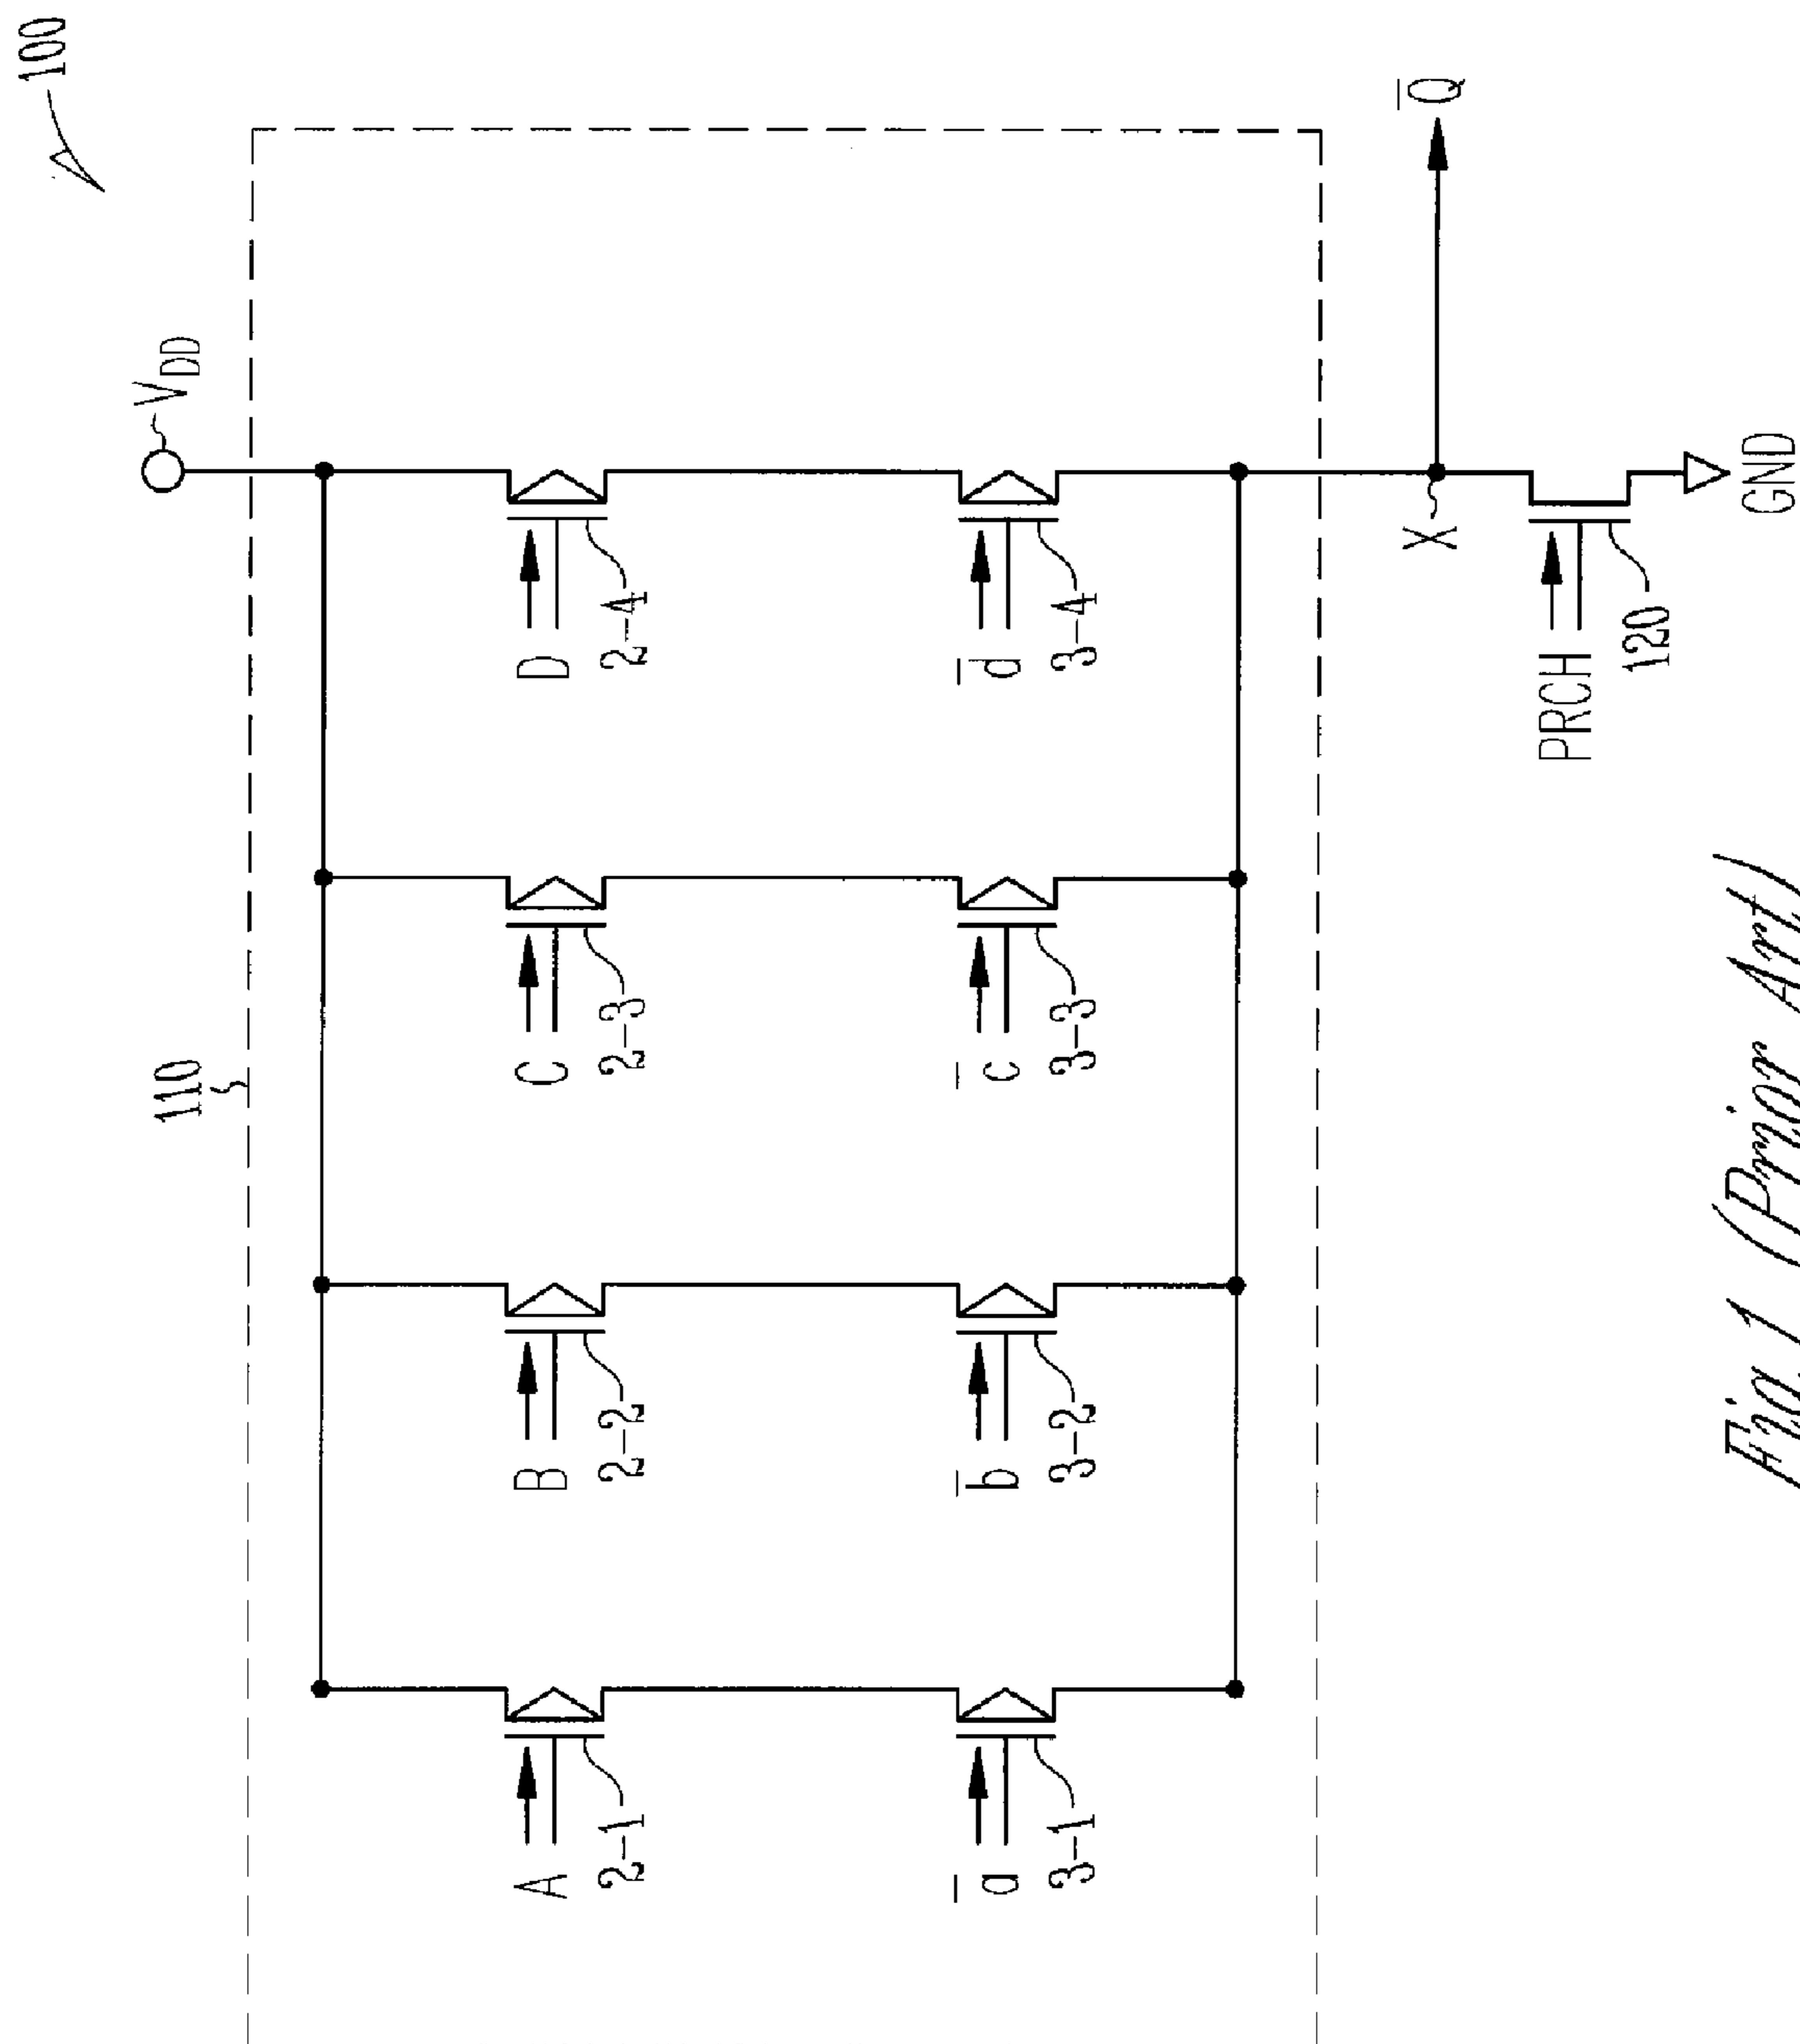 100
V_DD
110
A
2-1
B
2-2
C
2-3
D
2-4
a̅
3-1
b̅
3-2
c̅
3-3
d̅
3-4
X
Q̅
PRCH
120
GND
Fig.1 (Prior Art)